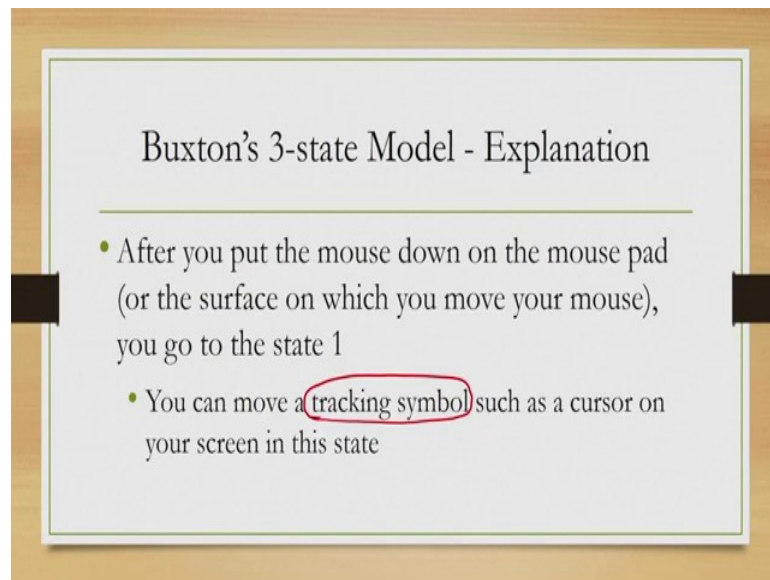 Buxton's 3-state Model - Explanation
• After you put the mouse down on the mouse pad
(or the surface on which you move your mouse),
you go to the state 1
• You can move a tracking symbol such as a cursor on
your screen in this state